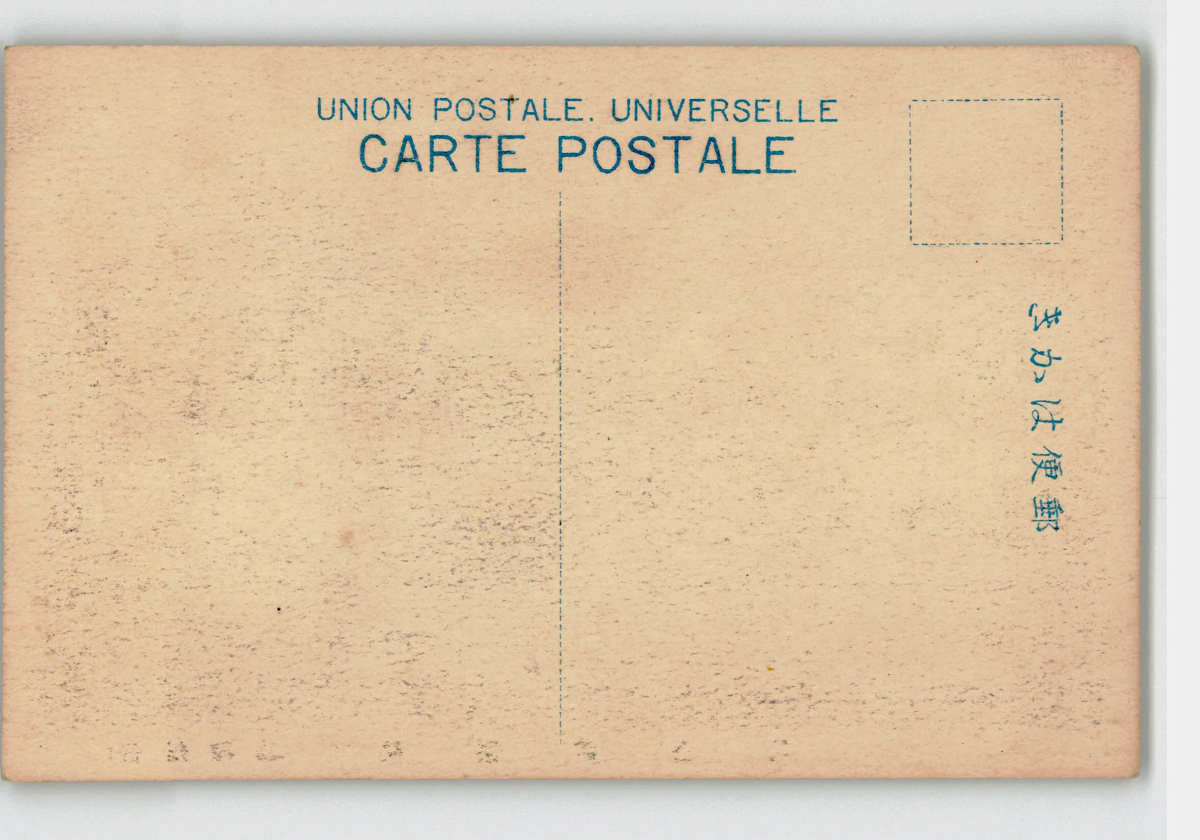 UNION POSTALE. UNIVERSELLE
CARTE POSTALE
郵便はかき